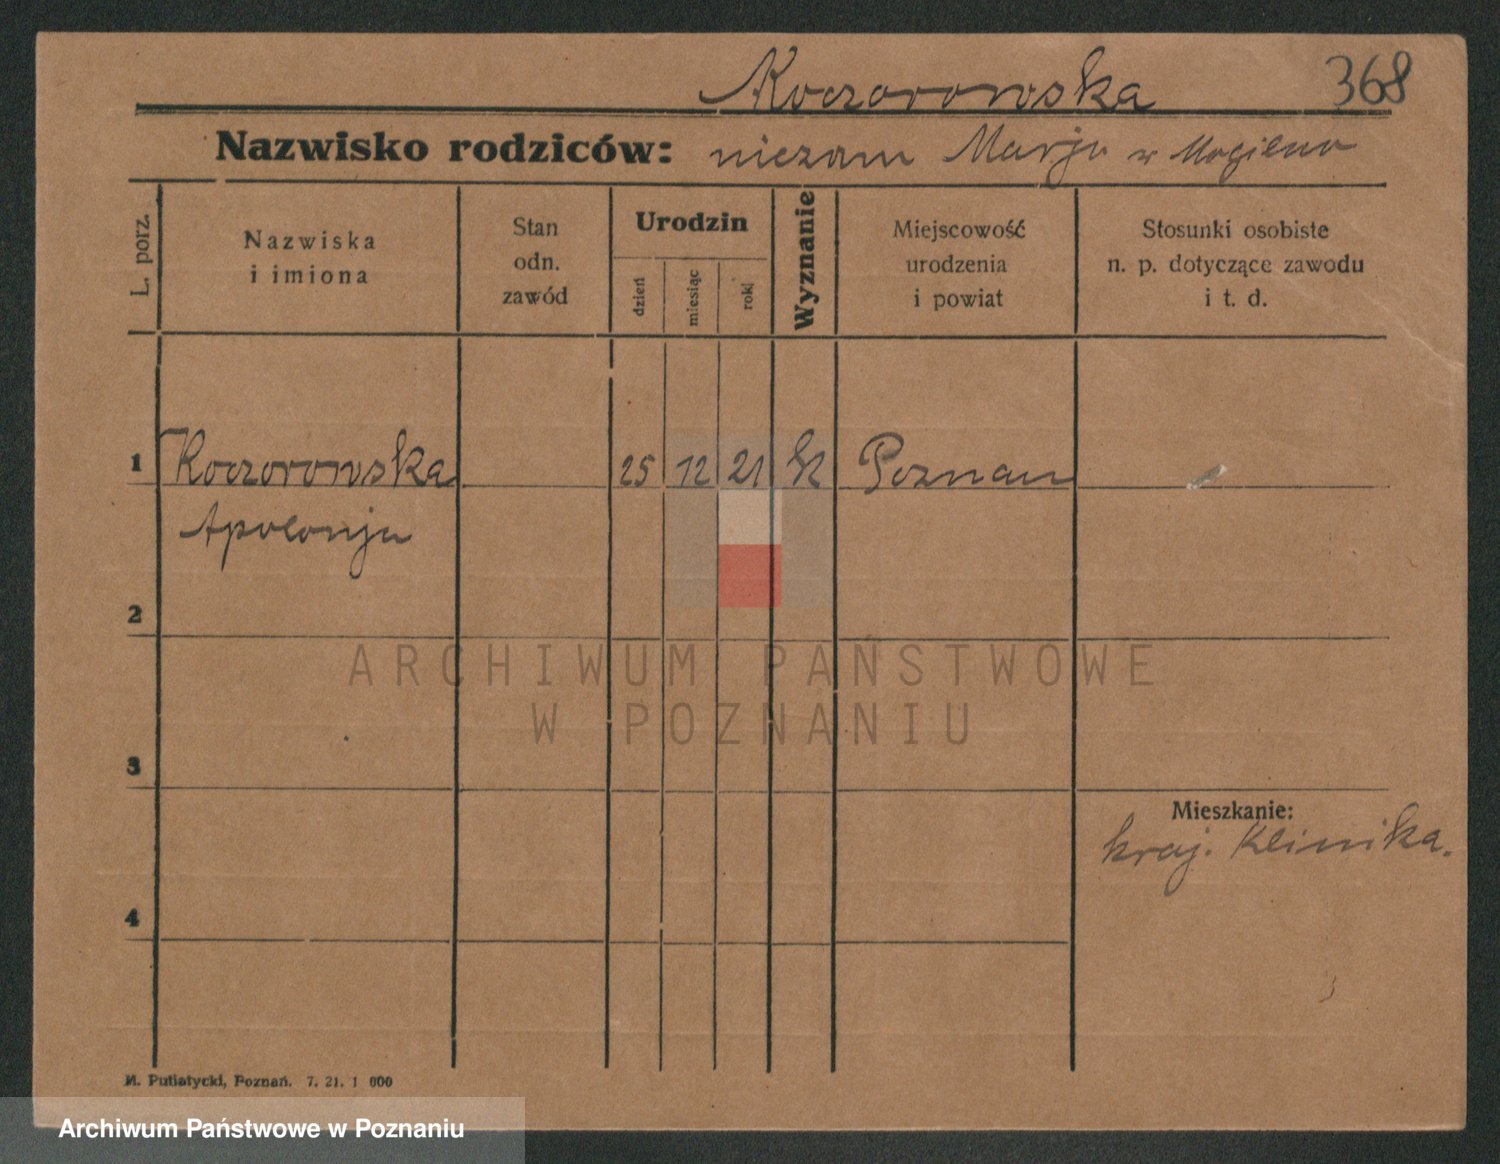 Koczorowska 368
Nazwisko rodziców: niezam Marja w Mogilno
L. porz.
Nazwiska
i imiona
Stan
odn.
zawód
Urodzin
dzień
miesiąc
rok
Wyznanie
Miejscowość
urodzenia
i powiat
Stosunki osobiste
n. p. dotyczące zawodu
i t. d.
1 Koczorowska 25 12 21 k Poznan
Apolonja
2
ARCHIWUM PAŃSTWOWE
W POZNANIU
3
Mieszkanie:
kraj. Klinika.
4
M. Putiatycki, Poznań. 7. 21. 1 000
Archiwum Państwowe w Poznaniu